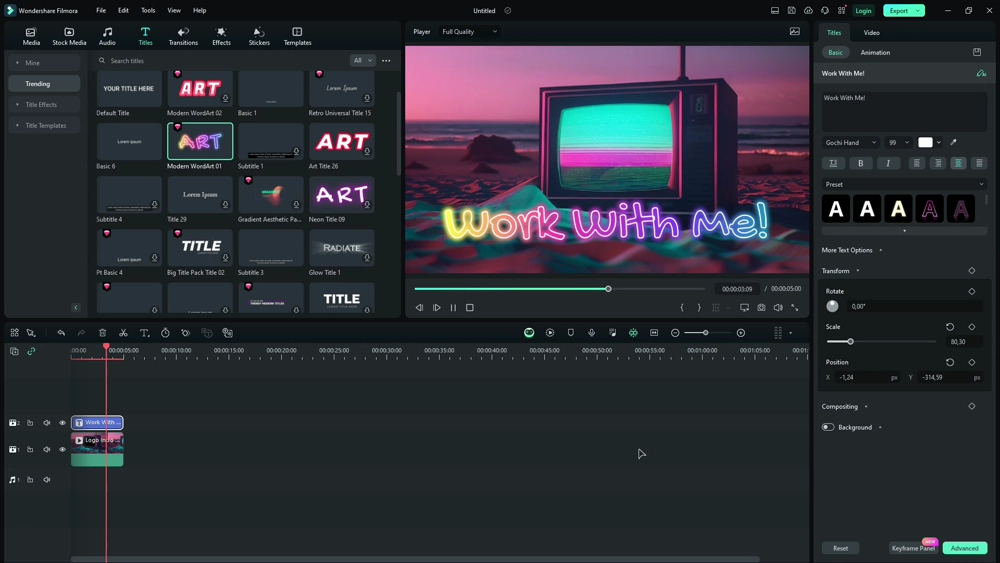 Wondershare Filmora
File
Edit
Tools
View
Help
Untitled
Login
Export
Media
Stock Media
Audio
Titles
Transitions
Effects
Stickers
Templates
Player
Full Quality
Titles
Video
Mine
Trending
Title Effects
Title Templates
Search titles
All
YOUR TITLE HERE
ART
Lorem Ipsum
Default Title
Modern WordArt 02
Basic 1
Retro Universal Title 15
Lorem ipsum
ART
ART
Basic 6
Modern WordArt 01
Subtitle 1
Art Title 26
Lorem Ipsum
ART
Subtitle 4
Title 29
Gradient Aesthetic Pa...
Neon Title 09
Lorem ipsum
TITLE
RADIATE
Pt Basic 4
Big Title Pack Title 02
Subtitle 3
Glow Title 1
TITLE
Work With Me!
00:00:03:09 / 00:00:05:00
Basic
Animation
Work With Me!
Work With Me!
Gochi Hand
99
B
I
Preset
A
A
A
A
A
More Text Options
Transform
Rotate
0,00°
Scale
80,30
Position
X
-1,24
px
Y
-314,59
px
Compositing
Background
Reset
Keyframe Panel
NEW
Advanced
:00:00
00:00:05:00
00:00:10:00
00:00:15:00
00:00:20:00
00:00:25:00
00:00:30:00
00:00:35:00
00:00:40:00
00:00:45:00
00:00:50:00
00:00:55:00
00:01:00:00
00:01:05:00
00:01:
2
Work With ...
1
Logo Intro ...
1